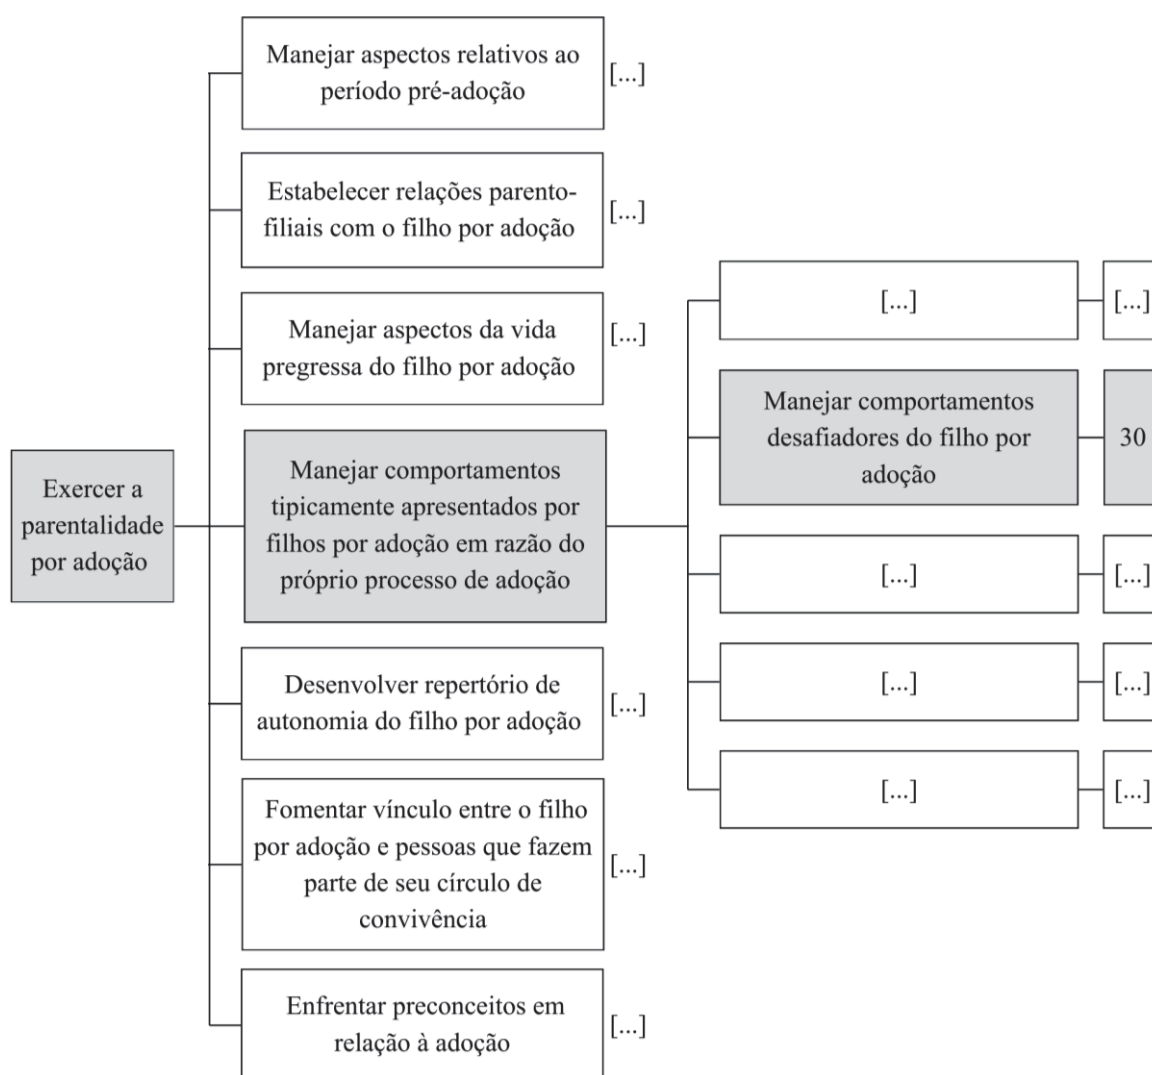 Exercer a
parentalidade
por adoção
Manejar aspectos relativos ao
período pré-adoção
[...]
Estabelecer relações parento-
filiais com o filho por adoção
[...]
Manejar aspectos da vida
pregressa do filho por adoção
[...]
Manejar comportamentos
tipicamente apresentados por
filhos por adoção em razão do
próprio processo de adoção
Desenvolver repertório de
autonomia do filho por adoção
[...]
Fomentar vínculo entre o filho
por adoção e pessoas que fazem
parte de seu círculo de
convivência
[...]
Enfrentar preconceitos em
relação à adoção
[...]
[...]
[...]
Manejar comportamentos
desafiadores do filho por
adoção
30
[...]
[...]
[...]
[...]
[...]
[...]